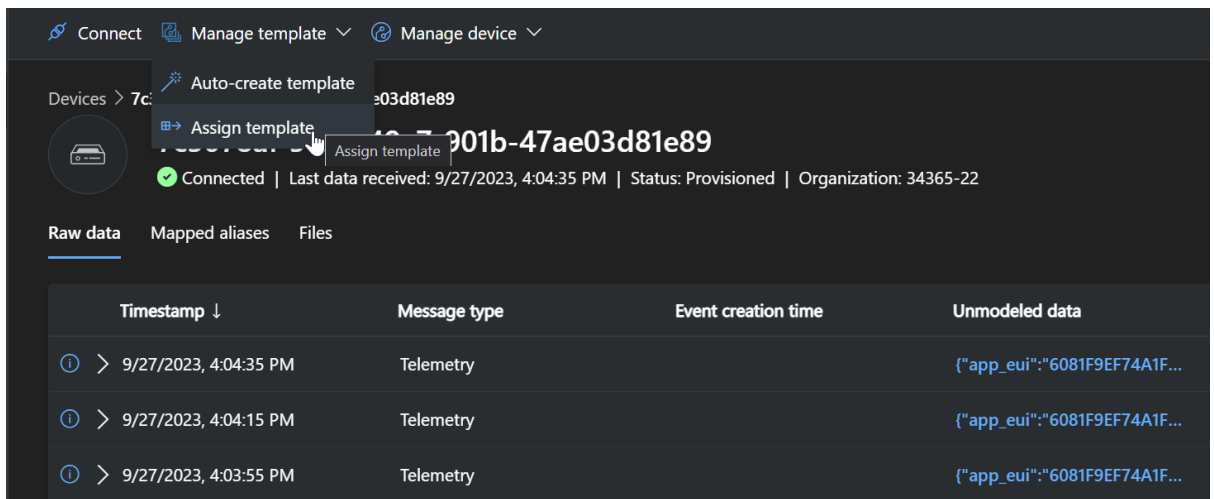 Connect Manage template Manage device
Auto-create template
Devices > 7c3 e03d81e89
Assign template
901b-47ae03d81e89
Assign template
Connected | Last data received: 9/27/2023, 4:04:35 PM | Status: Provisioned | Organization: 34365-22
Raw data Mapped aliases Files
Timestamp ↓ Message type Event creation time Unmodeled data
9/27/2023, 4:04:35 PM Telemetry {"app_eui":"6081F9EF74A1F...
9/27/2023, 4:04:15 PM Telemetry {"app_eui":"6081F9EF74A1F...
9/27/2023, 4:03:55 PM Telemetry {"app_eui":"6081F9EF74A1F...